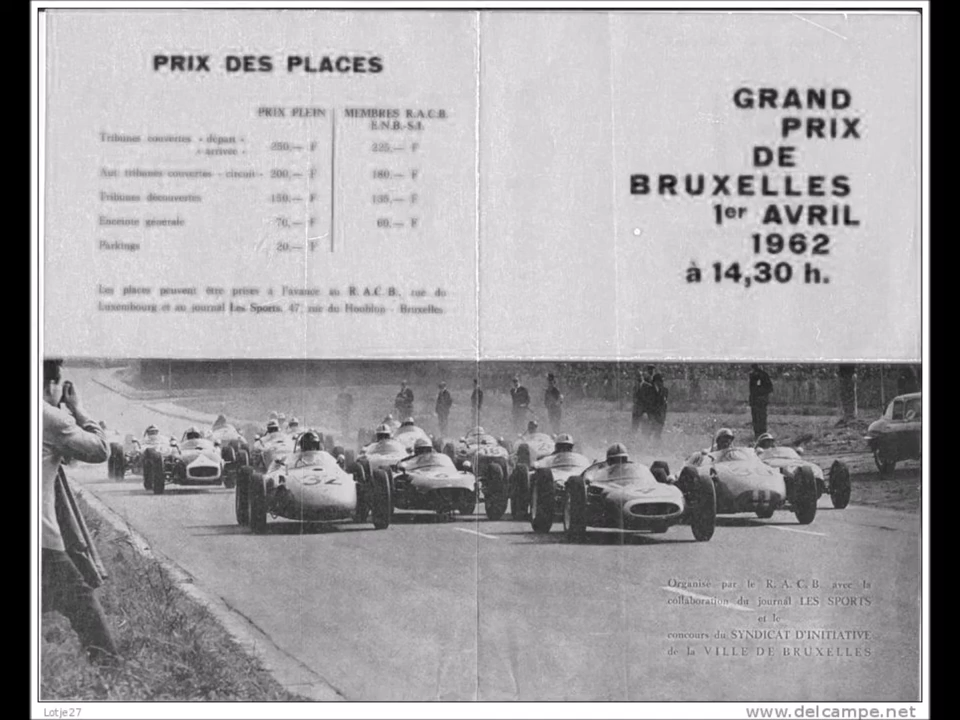 PRIX DES PLACES
PRIX PLEIN MEMBRES R.A.C.B.
E.N.B.-S.I.
Tribunes couvertes - départ -
- arrivée - 250,— F 225,— F
Aux tribunes couvertes - circuit - 200,— F 180,— F
Tribunes découvertes 150,— F 135,— F
Enceinte générale 70,— F 60,— F
Parkings 20,— F
Les places peuvent être prises à l'avance au R.A.C.B., rue du
Luxembourg et au journal Les Sports, 47, rue du Houblon - Bruxelles.
GRAND
PRIX
DE
BRUXELLES
1er AVRIL
1962
à 14,30 h.
32
Organisé par le R. A. C. B. avec la
collaboration du journal LES SPORTS
et le
concours du SYNDICAT D'INITIATIVE
de la VILLE DE BRUXELLES
Lotje27
www.delcampe.net